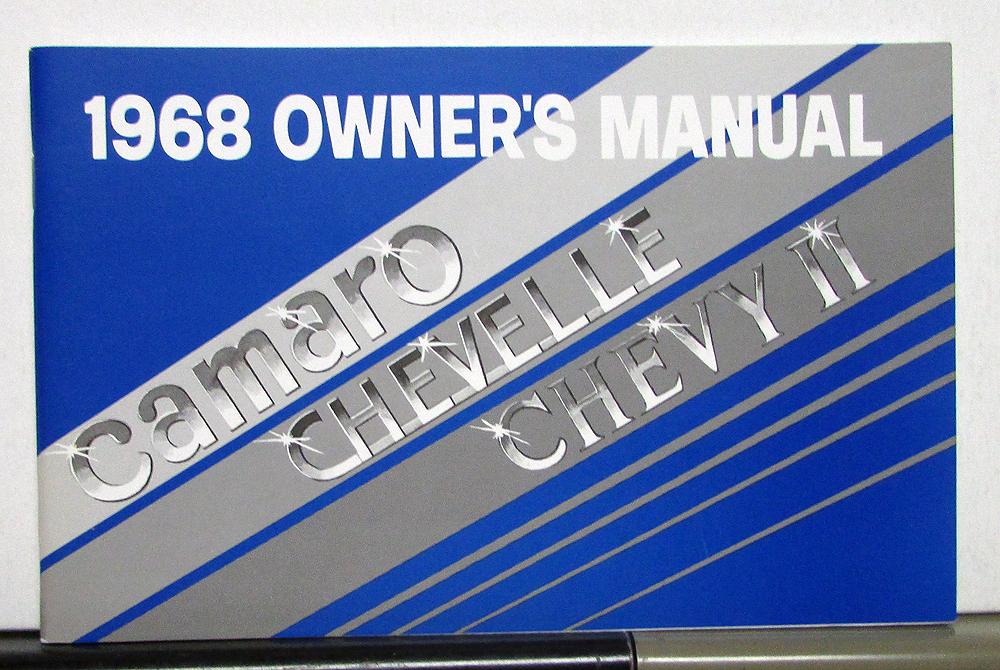 1968 OWNER'S MANUAL
Camaro
CHEVELLE
CHEVY II